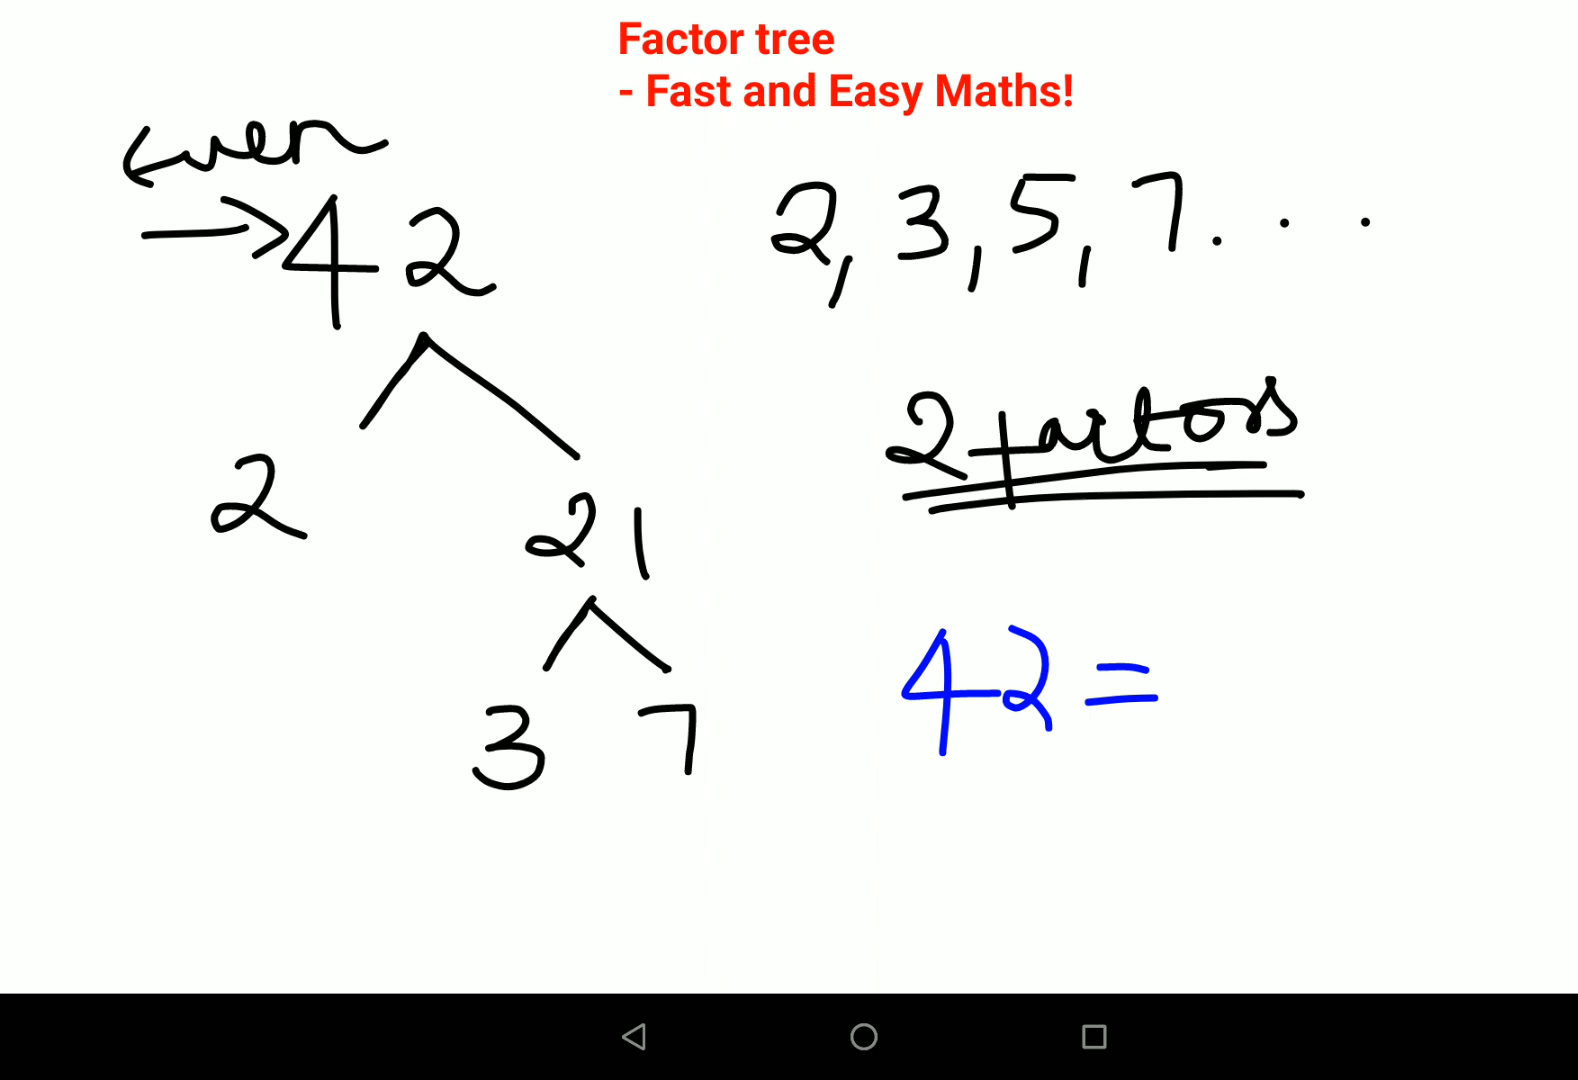 Factor tree
- Fast and Easy Maths!
Even
→42
2, 3, 5, 7...
2 factors
2
21
3 7
42=